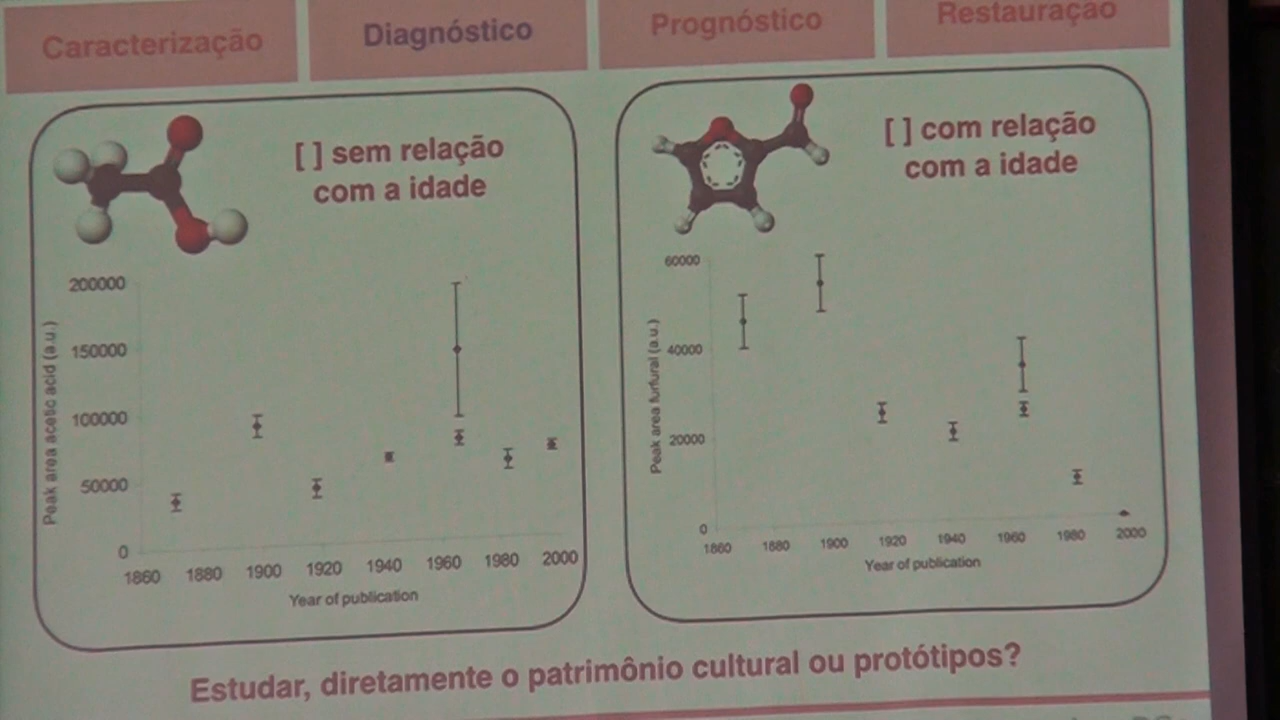 Caracterização
Diagnóstico
Prognóstico
Restauração
[ ] sem relação
com a idade
200000
150000
100000
50000
0
Peak area acetic acid (a.u.)
1860 1880 1900 1920 1940 1960 1980 2000
Year of publication
[ ] com relação
com a idade
60000
40000
20000
0
Peak area furfural (a.u.)
1860 1880 1900 1920 1940 1960 1980 2000
Year of publication
Estudar, diretamente o patrimônio cultural ou protótipos?